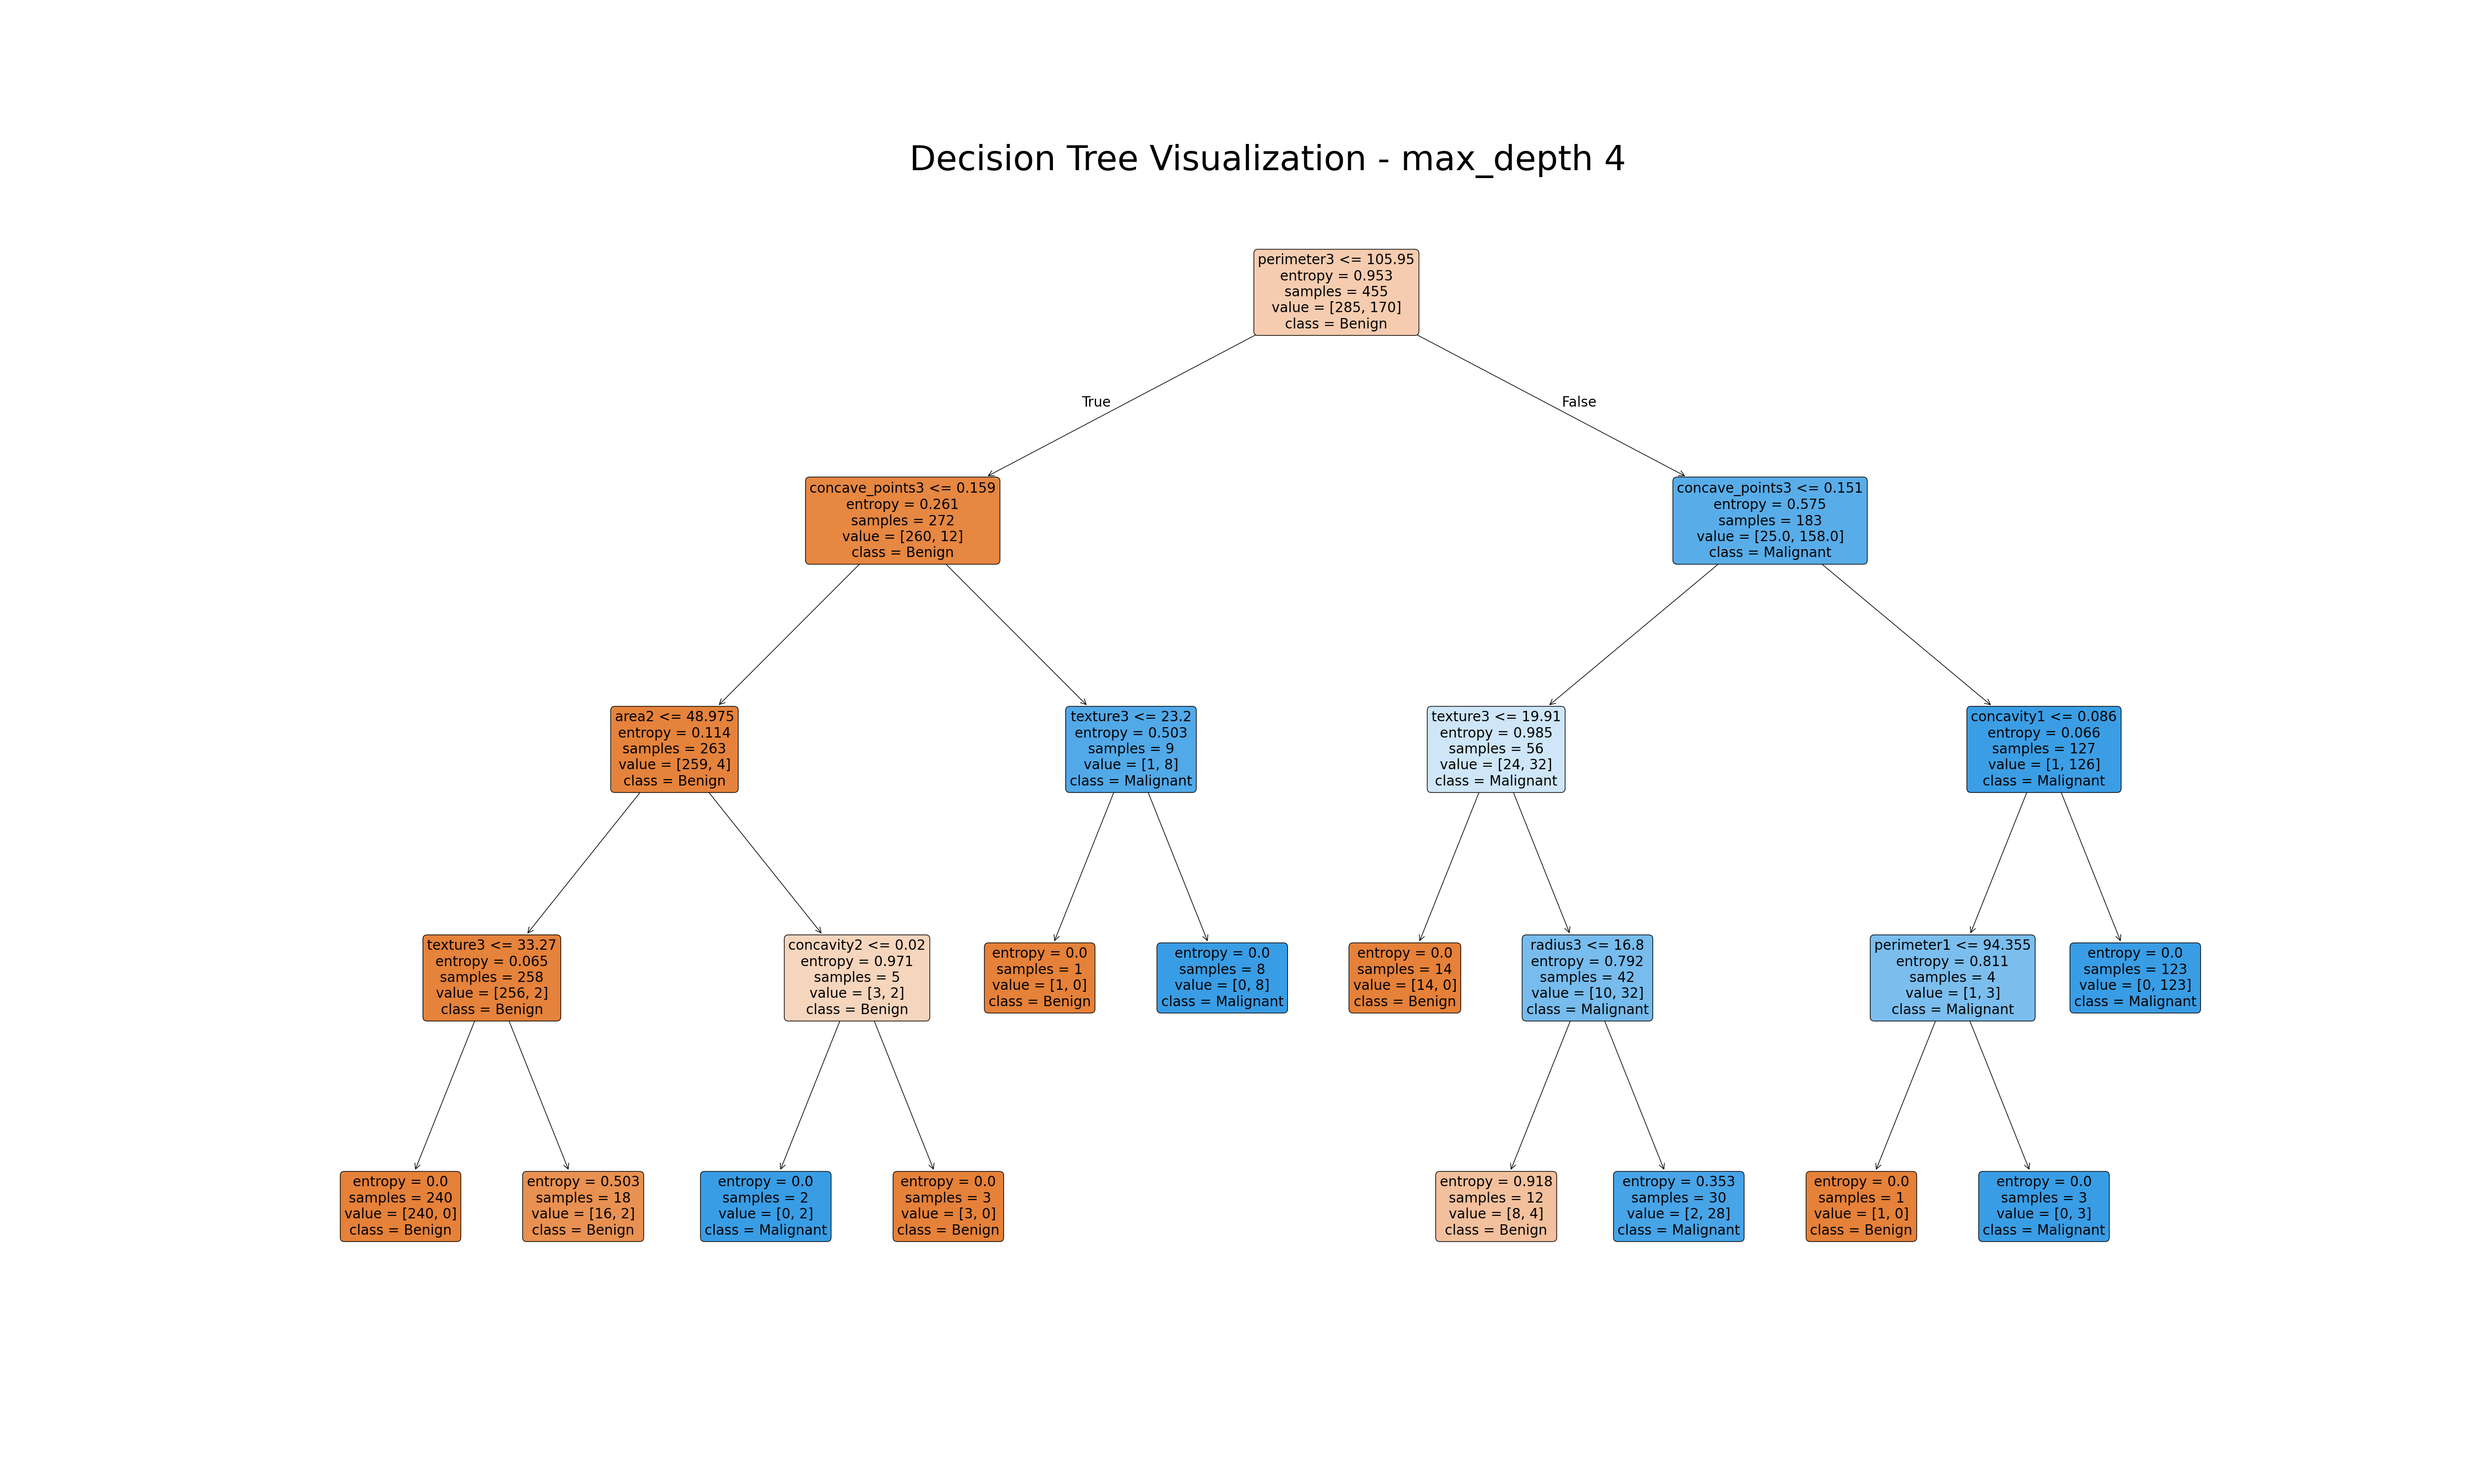 Decision Tree Visualization - max_depth 4
perimeter3 <= 105.95
entropy = 0.953
samples = 455
value = [285, 170]
class = Benign
True
False
concave_points3 <= 0.159
entropy = 0.261
samples = 272
value = [260, 12]
class = Benign
concave_points3 <= 0.151
entropy = 0.575
samples = 183
value = [25.0, 158.0]
class = Malignant
area2 <= 48.975
entropy = 0.114
samples = 263
value = [259, 4]
class = Benign
texture3 <= 23.2
entropy = 0.503
samples = 9
value = [1, 8]
class = Malignant
texture3 <= 19.91
entropy = 0.985
samples = 56
value = [24, 32]
class = Malignant
concavity1 <= 0.086
entropy = 0.066
samples = 127
value = [1, 126]
class = Malignant
texture3 <= 33.27
entropy = 0.065
samples = 258
value = [256, 2]
class = Benign
concavity2 <= 0.02
entropy = 0.971
samples = 5
value = [3, 2]
class = Benign
entropy = 0.0
samples = 1
value = [1, 0]
class = Benign
entropy = 0.0
samples = 8
value = [0, 8]
class = Malignant
entropy = 0.0
samples = 14
value = [14, 0]
class = Benign
radius3 <= 16.8
entropy = 0.792
samples = 42
value = [10, 32]
class = Malignant
perimeter1 <= 94.355
entropy = 0.811
samples = 4
value = [1, 3]
class = Malignant
entropy = 0.0
samples = 123
value = [0, 123]
class = Malignant
entropy = 0.0
samples = 240
value = [240, 0]
class = Benign
entropy = 0.503
samples = 18
value = [16, 2]
class = Benign
entropy = 0.0
samples = 2
value = [0, 2]
class = Malignant
entropy = 0.0
samples = 3
value = [3, 0]
class = Benign
entropy = 0.918
samples = 12
value = [8, 4]
class = Benign
entropy = 0.353
samples = 30
value = [2, 28]
class = Malignant
entropy = 0.0
samples = 1
value = [1, 0]
class = Benign
entropy = 0.0
samples = 3
value = [0, 3]
class = Malignant